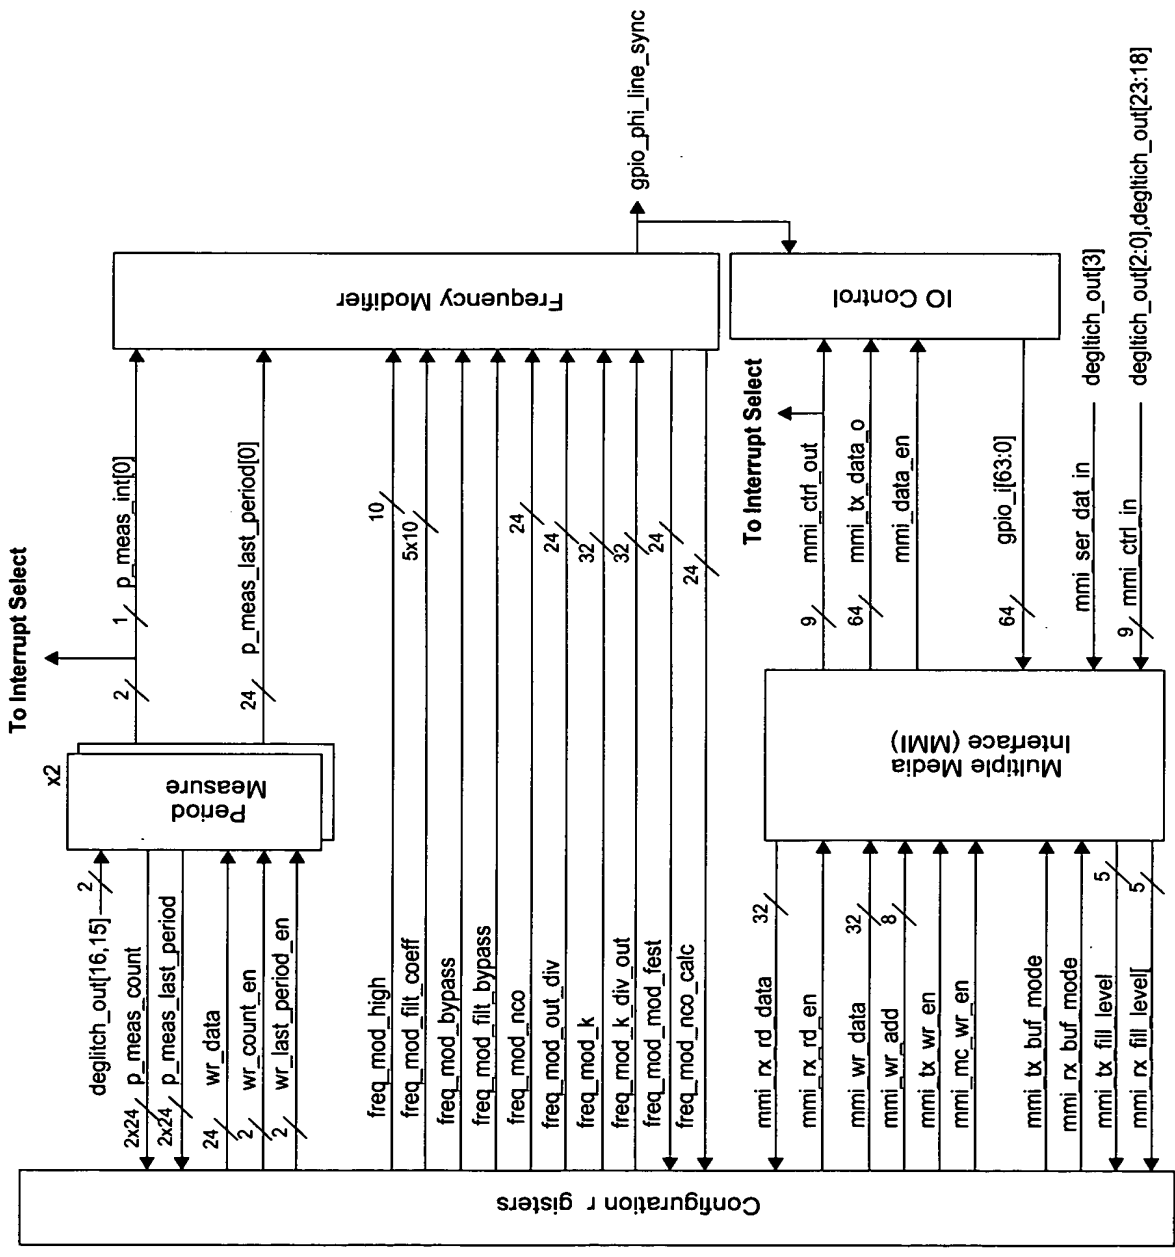 To Interrupt Select
x2
Period
Measure
deglitch_out[16,15]
2
2x24
p_meas_count
2x24
p_meas_last_period
24
wr_data
2
wr_count_en
2
wr_last_period_en
2
1
p_meas_int[0]
24
p_meas_last_period[0]
Frequency Modifier
gpio_phi_line_sync
freq_mod_high
10
freq_mod_filt_coeff
5x10
freq_mod_bypass
freq_mod_filt_bypass
freq_mod_nco
24
freq_mod_out_div
24
freq_mod_k
32
freq_mod_k_div_out
32
freq_mod_mod_fest
24
freq_mod_nco_calc
24
To Interrupt Select
IO Control
9
mmi_ctrl_out
64
mmi_tx_data_o
mmi_data_en
64
gpio_i[63:0]
mmi_ser_dat_in
degltich_out[3]
9
mmi_ctrl_in
degltich_out[2:0],degltich_out[23:18]
Multiple Media
Interface (MMI)
mmi_rx_rd_data
32
mmi_rx_rd_en
mmi_wr_data
32
mmi_wr_add
8
mmi_tx_wr_en
mmi_mc_wr_en
mmi_tx_buf_mode
mmi_rx_buf_mode
mmi_tx_fill_level
5
mmi_rx_fill_level[
5
Configuration r gisters